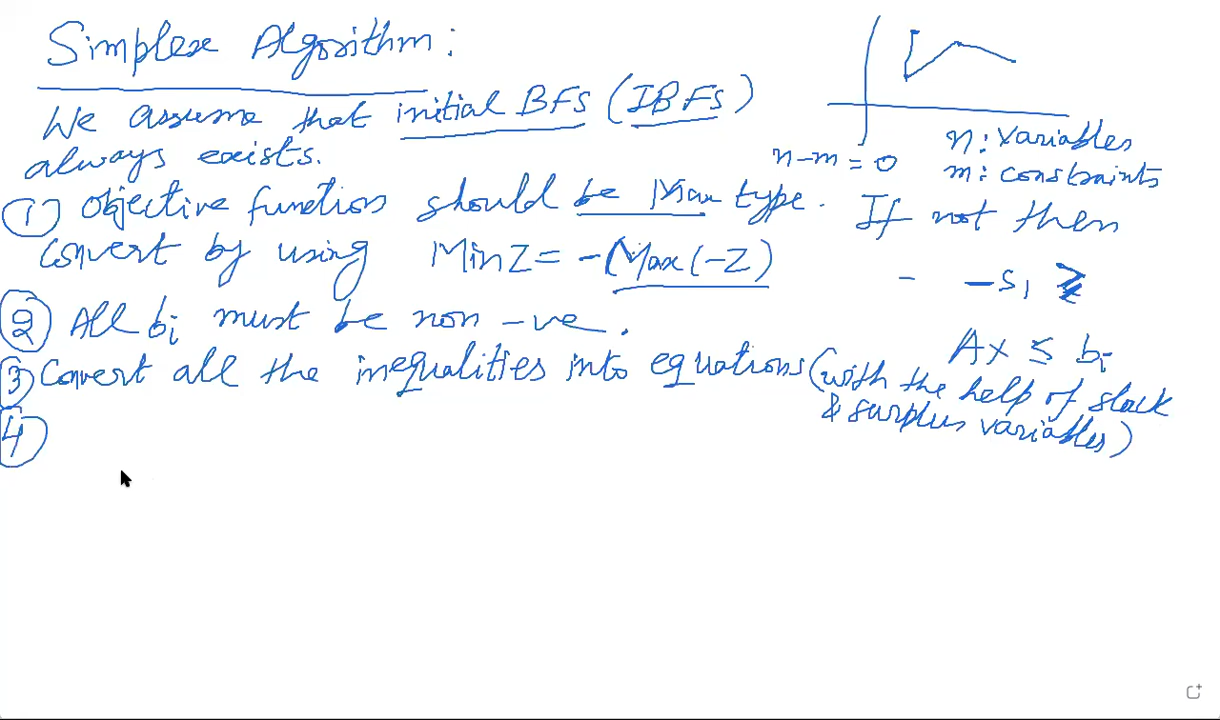 Simplex Algorithm:
We assume that initial BFS (IBFS)
always exists.
n-m=0
n: variables
m: constraints
① Objective function should be Max type. If not then
convert by using Min Z = -(Max (-Z)
- -S₁ ≥
② All bi must be non -ve.
AX ≤ bi
③ Convert all the inequalities into equations (with the help of slack
& surplus variables)
④